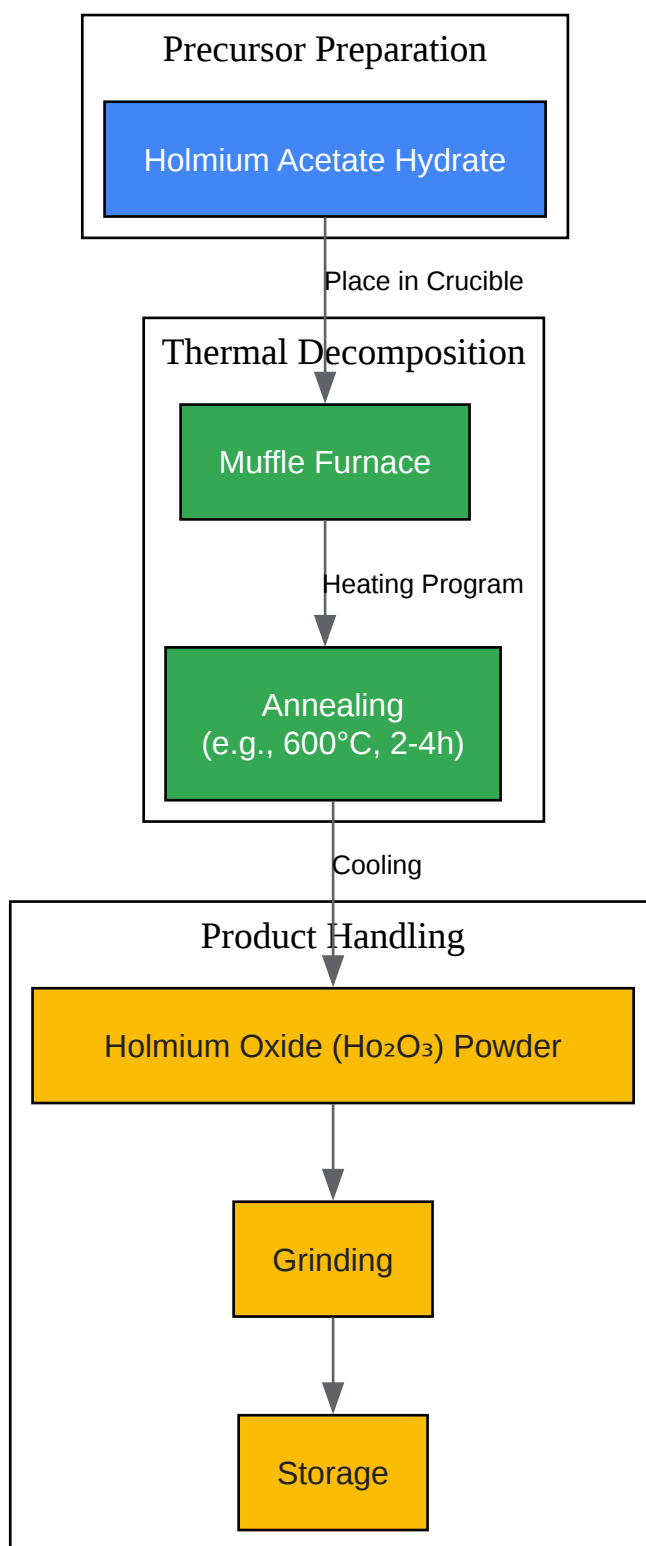 Precursor Preparation
Holmium Acetate Hydrate
Place in Crucible
Thermal Decomposition
Muffle Furnace
Heating Program
Annealing
(e.g., 600°C, 2-4h)
Cooling
Product Handling
Holmium Oxide (Ho₂O₃) Powder
Grinding
Storage